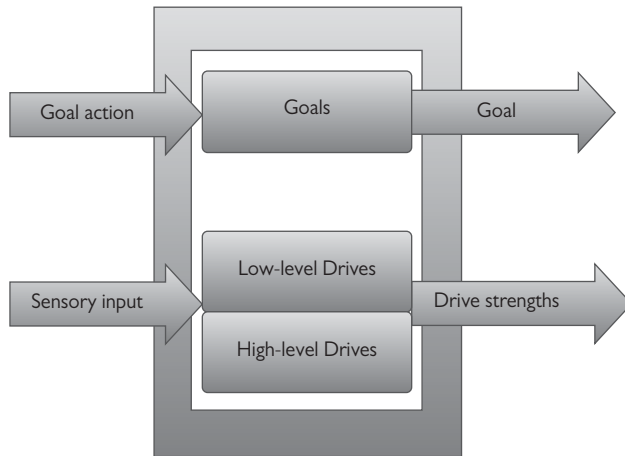 Goal action
Goals
Goal
Low-level Drives
Sensory input
Drive strengths
High-level Drives